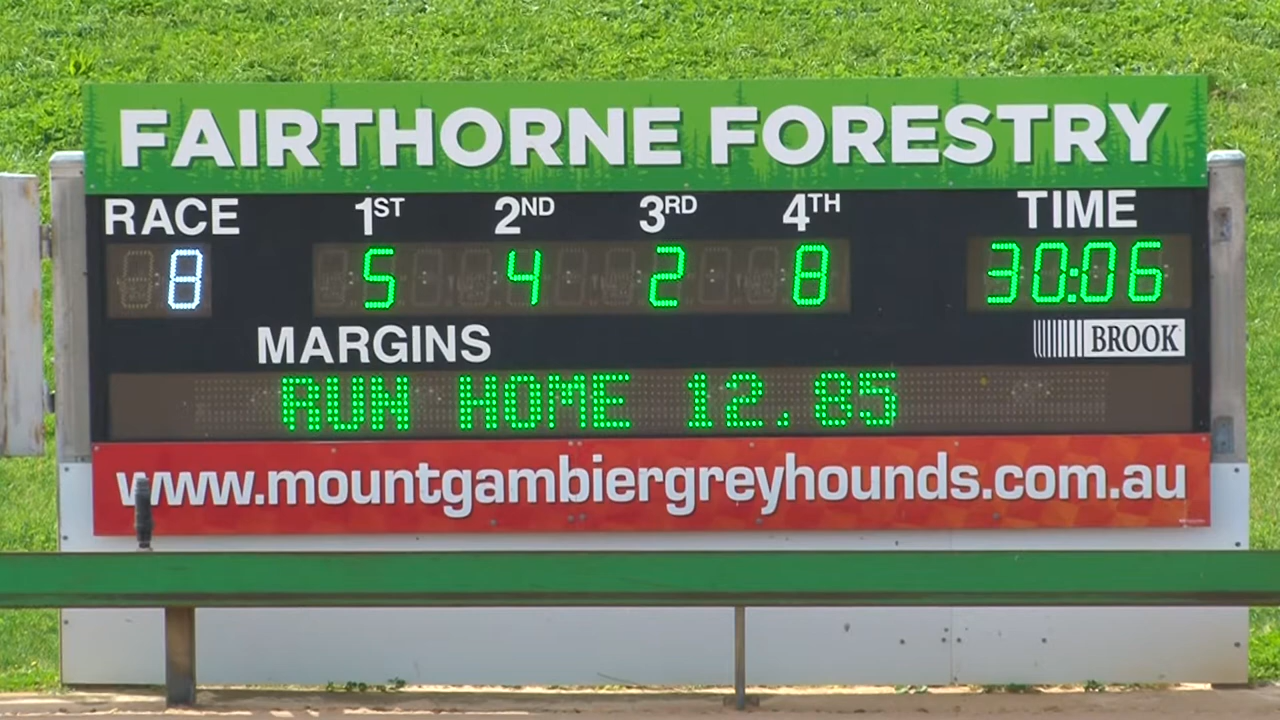 FAIRTHORNE FORESTRY
RACE 1ST 2ND 3RD 4TH TIME
8 5 4 2 8 30:06
MARGINS BROOK
RUN HOME 12.85
www.mountgambiergreyhounds.com.au